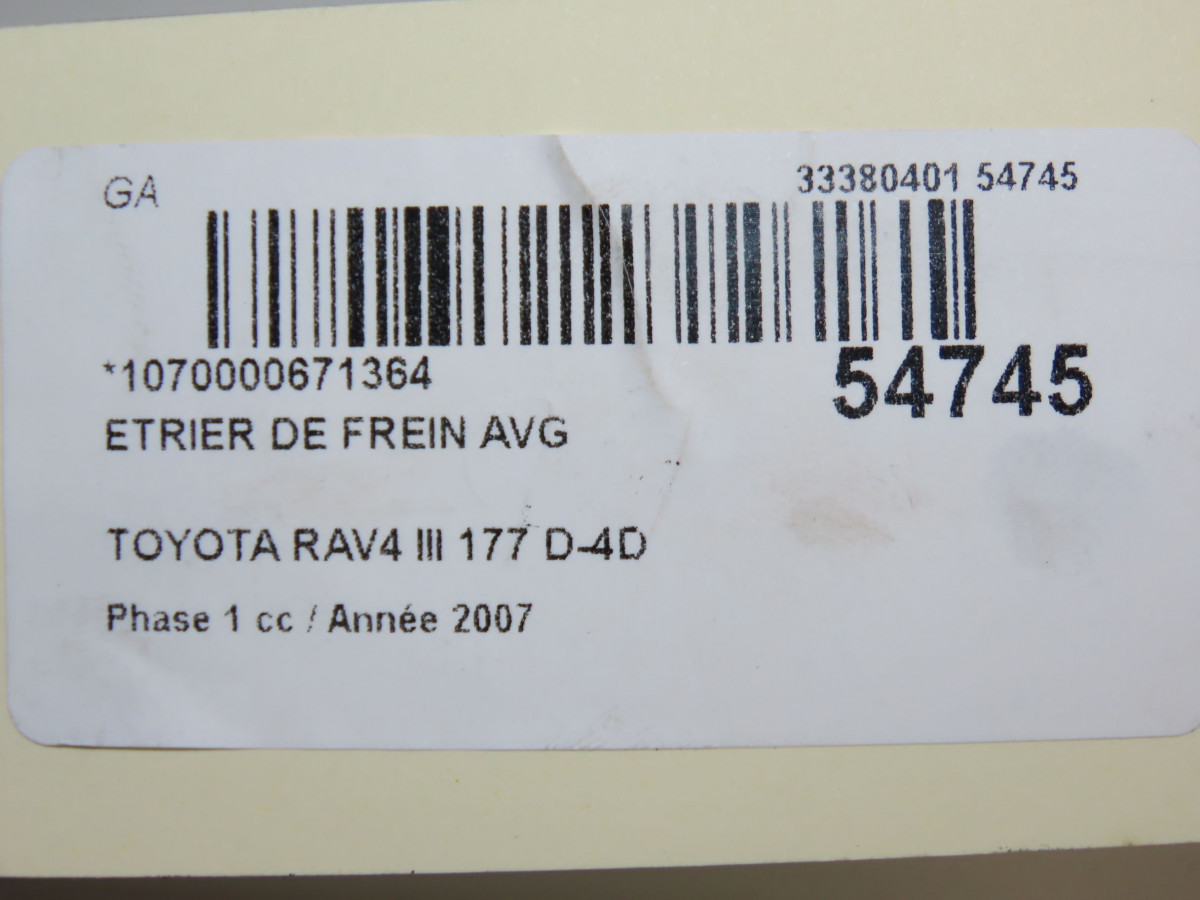 GA
33380401 54745
*1070000671364
54745
ETRIER DE FREIN AVG
TOYOTA RAV4 III 177 D-4D
Phase 1 cc / Année 2007